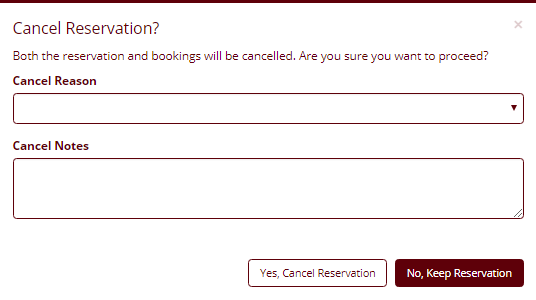 Cancel Reservation?
×
Both the reservation and bookings will be cancelled. Are you sure you want to proceed?
Cancel Reason
Cancel Notes
Yes, Cancel Reservation
No, Keep Reservation